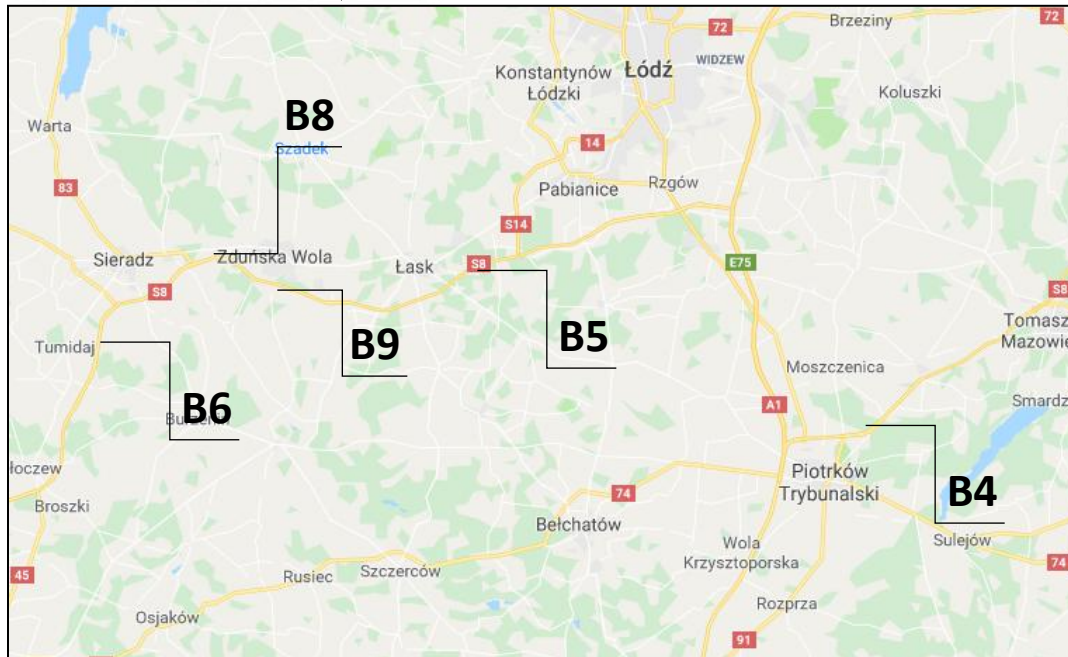 72
72
Brzeziny
WIDZEW
Łódź
Konstantynów
Łódzki
Koluszki
B8
Warta
Szadek
14
83
Pabianice
Rzgów
S14
Sieradz
Zduńska Wola
Łask
S8
E75
S8
S8
Tomasz
Mazowie
Tumidaj
B9
B5
Moszczenica
Smardz
B6
A1
Burzenin
łoczew
Piotrków
Trybunalski
74
B4
Broszki
Bełchatów
Wola
Krzysztoporska
Sulejów
74
45
Rusiec
Szczerców
Rozprza
Osjaków
91